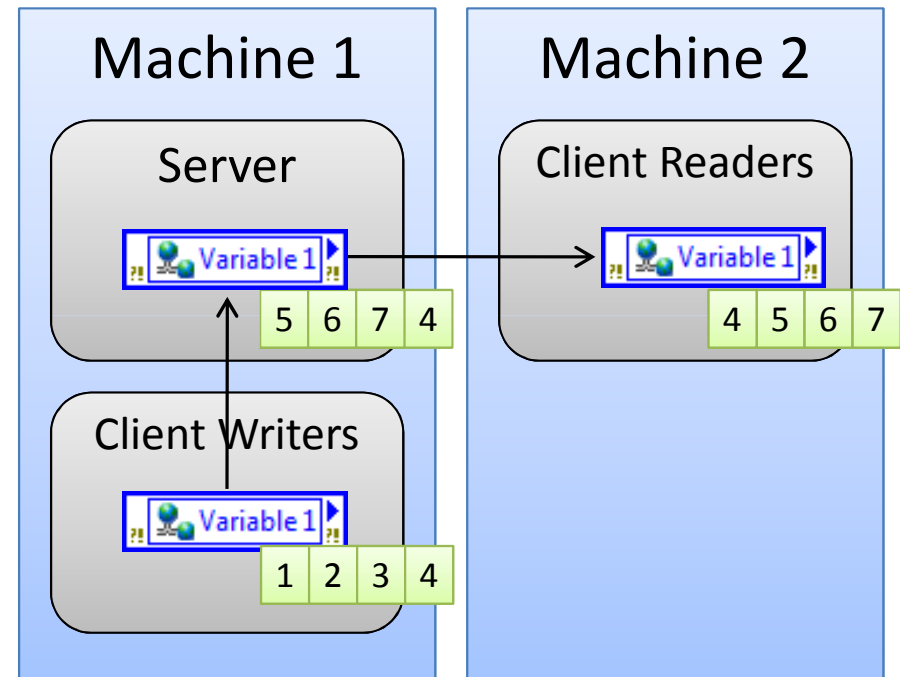 Machine 1
Server
?! Variable 1 ?!
5 6 7 4
Client Writers
?! Variable 1 ?!
1 2 3 4
Machine 2
Client Readers
?! Variable 1 ?!
4 5 6 7